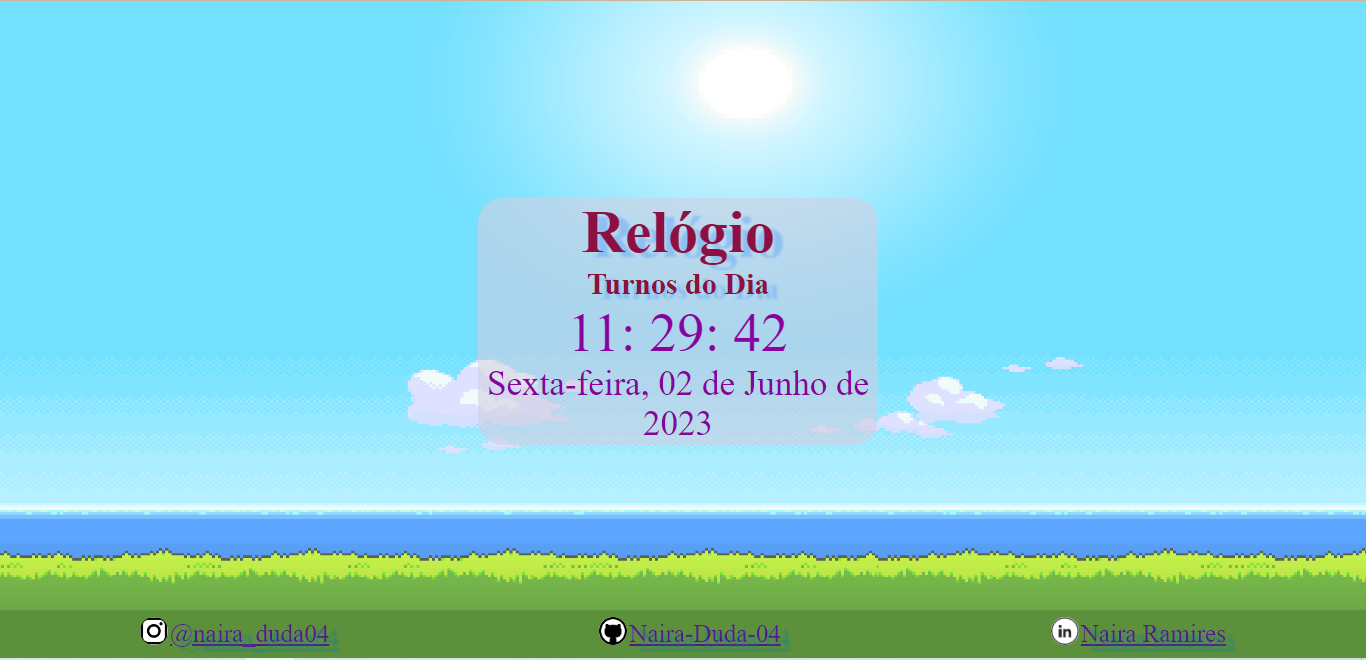 Relógio
Turnos do Dia
11: 29: 42
Sexta-feira, 02 de Junho de
2023
@naira_duda04
Naira-Duda-04
in
Naira Ramires